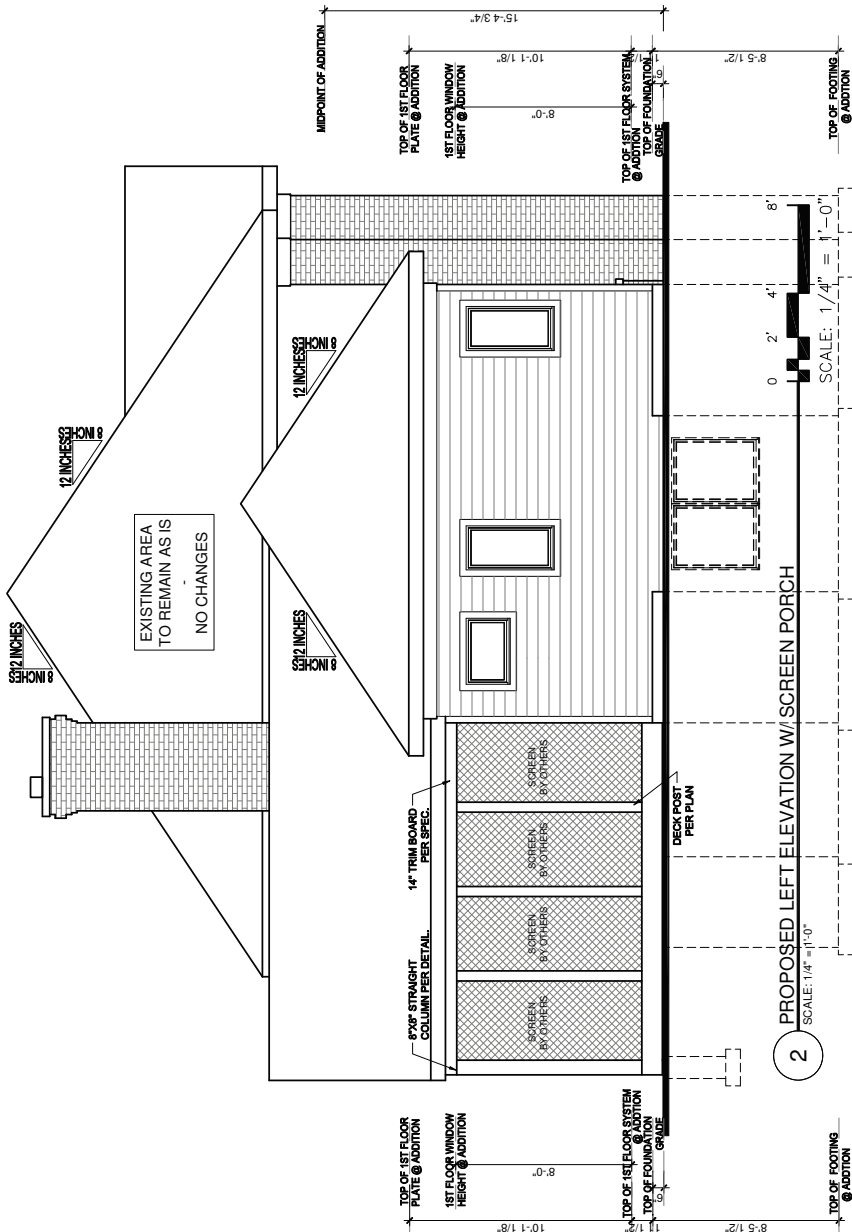 MIDPOINT OF ADDITION
15'-4 3/4"
TOP OF 1ST FLOOR
PLATE @ ADDITION
10'-1 1/8"
1ST FLOOR WINDOW
HEIGHT @ ADDITION
8'-0"
TOP OF 1ST FLOOR SYSTEM
@ ADDTION
TOP OF FOUNDATION
GRADE
8'-5 1/2"
TOP OF FOOTING
@ ADDTION
12 INCHES
8 INCHES
12 INCHES
8 INCHES
EXISTING AREA
TO REMAIN AS IS
-
NO CHANGES
12 INCHES
8 INCHES
12 INCHES
8 INCHES
14" TRIM BOARD
PER SPEC.
8"X8" STRAIGHT
COLUMN PER DETAIL.
SCREEN
BY OTHERS
SCREEN
BY OTHERS
SCREEN
BY OTHERS
SCREEN
BY OTHERS
DECK POST
PER PLAN
TOP OF 1ST FLOOR
PLATE @ ADDITION
10'-1 1/8"
1ST FLOOR WINDOW
HEIGHT @ ADDITION
8'-0"
TOP OF 1ST FLOOR SYSTEM
@ ADDTION
TOP OF FOUNDATION
GRADE
8'-5 1/2"
TOP OF FOOTING
@ ADDTION
2
PROPOSED LEFT ELEVATION W/ SCREEN PORCH
SCALE: 1/4" = 1'-0"
0
2'
4'
8'
SCALE: 1/4" = 1'-0"